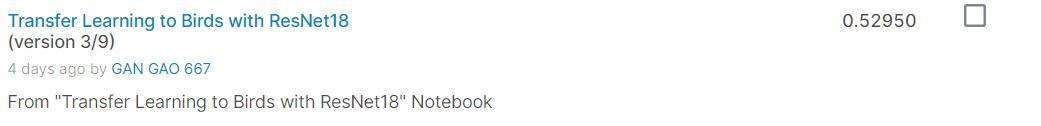 Transfer Learning to Birds with ResNet18 0.52950
(version 3/9)
4 days ago by GAN GAO 667
From "Transfer Learning to Birds with ResNet18" Notebook